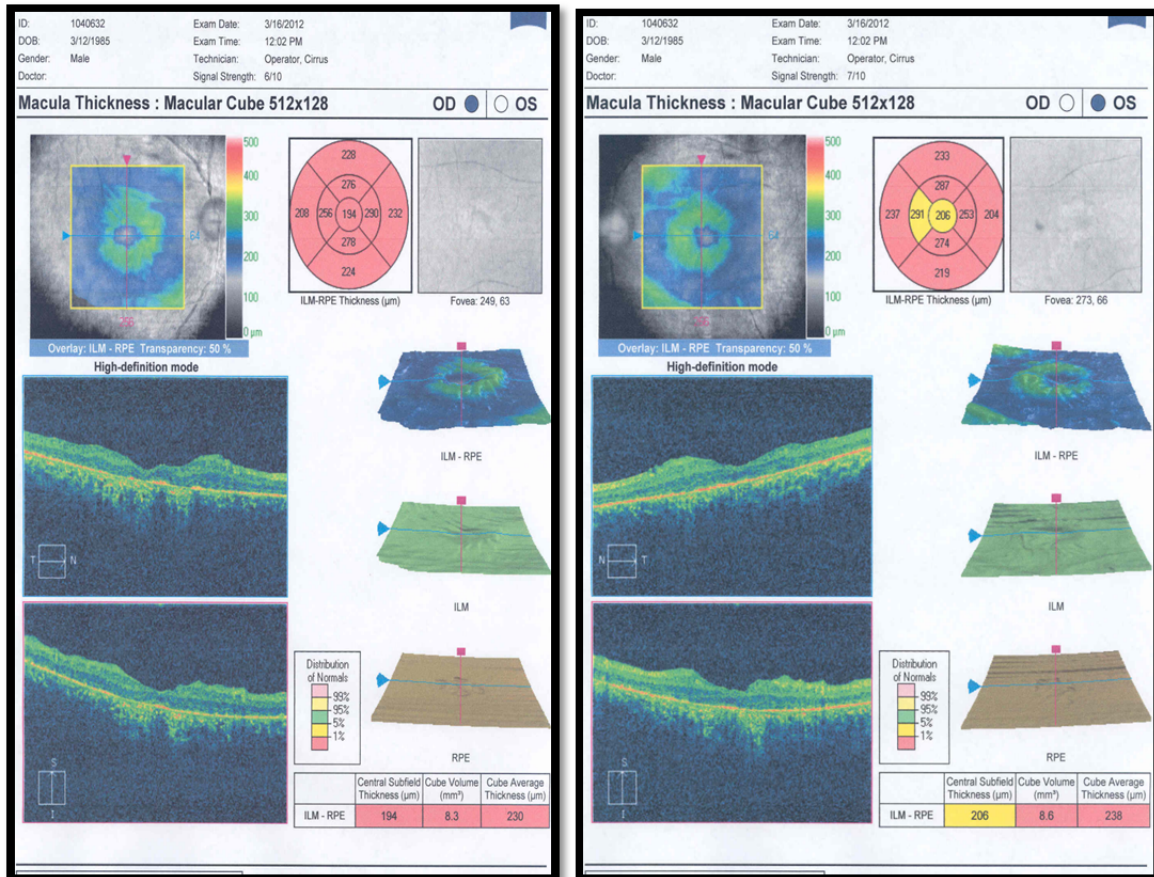 ID: 1040632 Exam Date: 3/16/2012
DOB: 3/12/1985 Exam Time: 12:02 PM
Gender: Male Technician: Operator, Cirrus
Doctor: Signal Strength: 6/10
Macula Thickness : Macular Cube 512x128 OD OS
500
400
300
200
100
0 µm
64
Overlay: ILM - RPE Transparency: 50 %
228
276
208 256 194 290 232
278
224
ILM-RPE Thickness (µm)
Fovea: 249, 63
High-definition mode
ILM - RPE
T N
ILM
S
I
Distribution
of Normals
99%
95%
5%
1%
RPE
Central Subfield Thickness (µm) Cube Volume (mm³) Cube Average Thickness (µm)
ILM - RPE 194 8.3 230
ID: 1040632 Exam Date: 3/16/2012
DOB: 3/12/1985 Exam Time: 12:02 PM
Gender: Male Technician: Operator, Cirrus
Doctor: Signal Strength: 7/10
Macula Thickness : Macular Cube 512x128 OD OS
500
400
300
200
100
0 µm
64
Overlay: ILM - RPE Transparency: 50 %
233
287
237 291 206 253 204
274
219
ILM-RPE Thickness (µm)
Fovea: 273, 66
High-definition mode
ILM - RPE
N T
ILM
S
I
Distribution
of Normals
99%
95%
5%
1%
RPE
Central Subfield Thickness (µm) Cube Volume (mm³) Cube Average Thickness (µm)
ILM - RPE 206 8.6 238